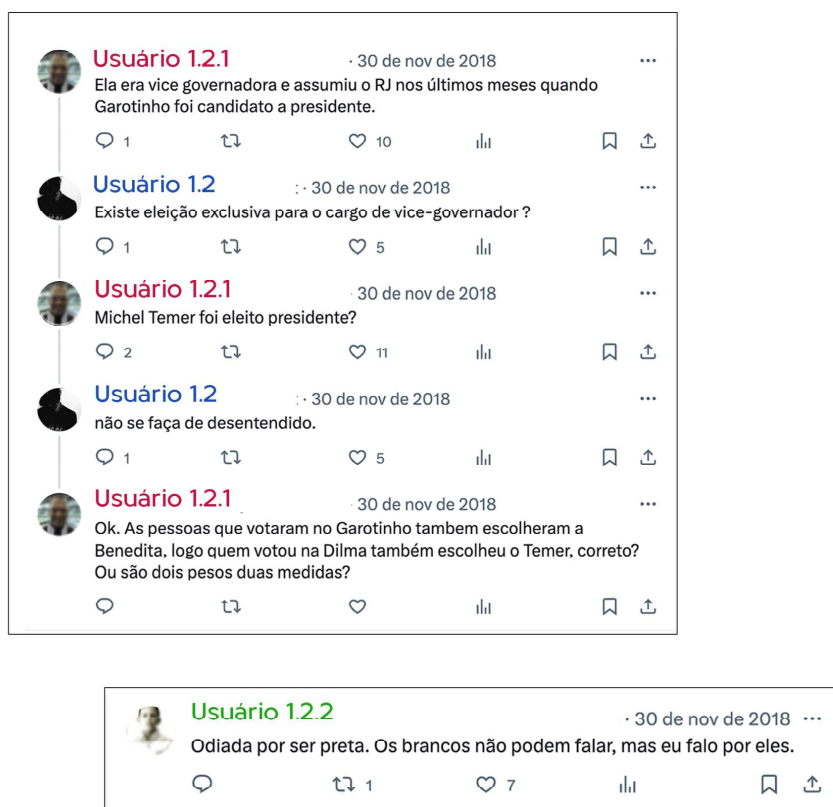 Usuário 1.2.1 · 30 de nov de 2018 ...
Ela era vice governadora e assumiu o RJ nos últimos meses quando
Garotinho foi candidato a presidente.
1 10
Usuário 1.2 : · 30 de nov de 2018 ...
Existe eleição exclusiva para o cargo de vice-governador ?
1 5
Usuário 1.2.1 · 30 de nov de 2018 ...
Michel Temer foi eleito presidente?
2 11
Usuário 1.2 : · 30 de nov de 2018 ...
não se faça de desentendido.
1 5
Usuário 1.2.1 · 30 de nov de 2018 ...
Ok. As pessoas que votaram no Garotinho tambem escolheram a
Benedita, logo quem votou na Dilma também escolheu o Temer, correto?
Ou são dois pesos duas medidas?
Usuário 1.2.2 · 30 de nov de 2018 ...
Odiada por ser preta. Os brancos não podem falar, mas eu falo por eles.
1 7